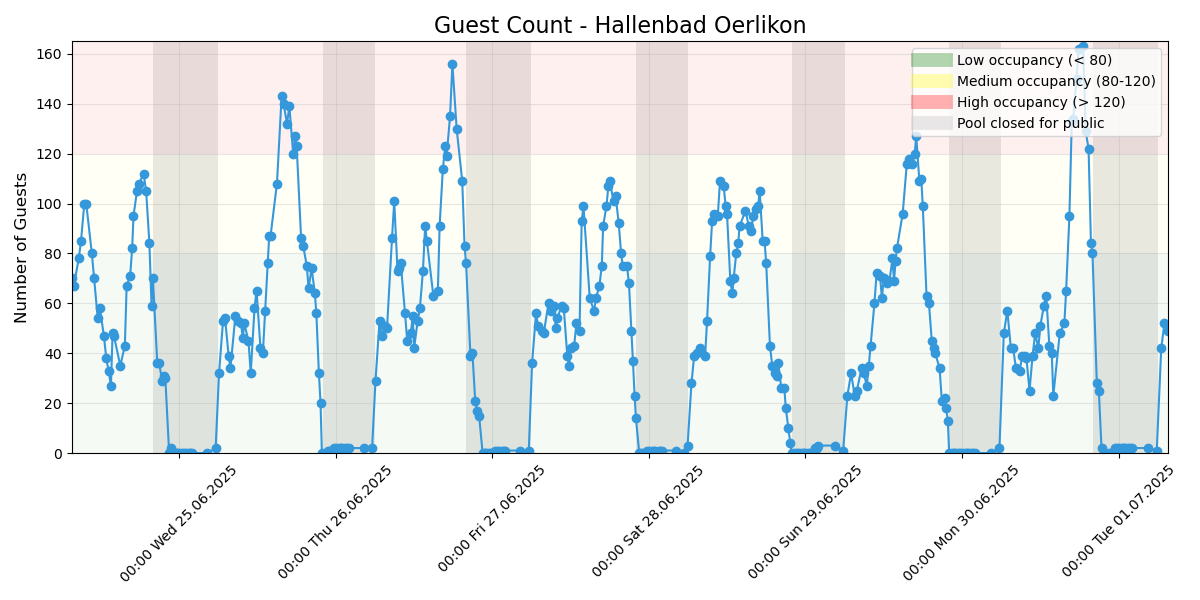 Guest Count - Hallenbad Oerlikon
Low occupancy (< 80)
Medium occupancy (80-120)
High occupancy (> 120)
Pool closed for public
Number of Guests
160
140
120
100
80
60
40
20
0
00:00 Wed 25.06.2025
00:00 Thu 26.06.2025
00:00 Fri 27.06.2025
00:00 Sat 28.06.2025
00:00 Sun 29.06.2025
00:00 Mon 30.06.2025
00:00 Tue 01.07.2025